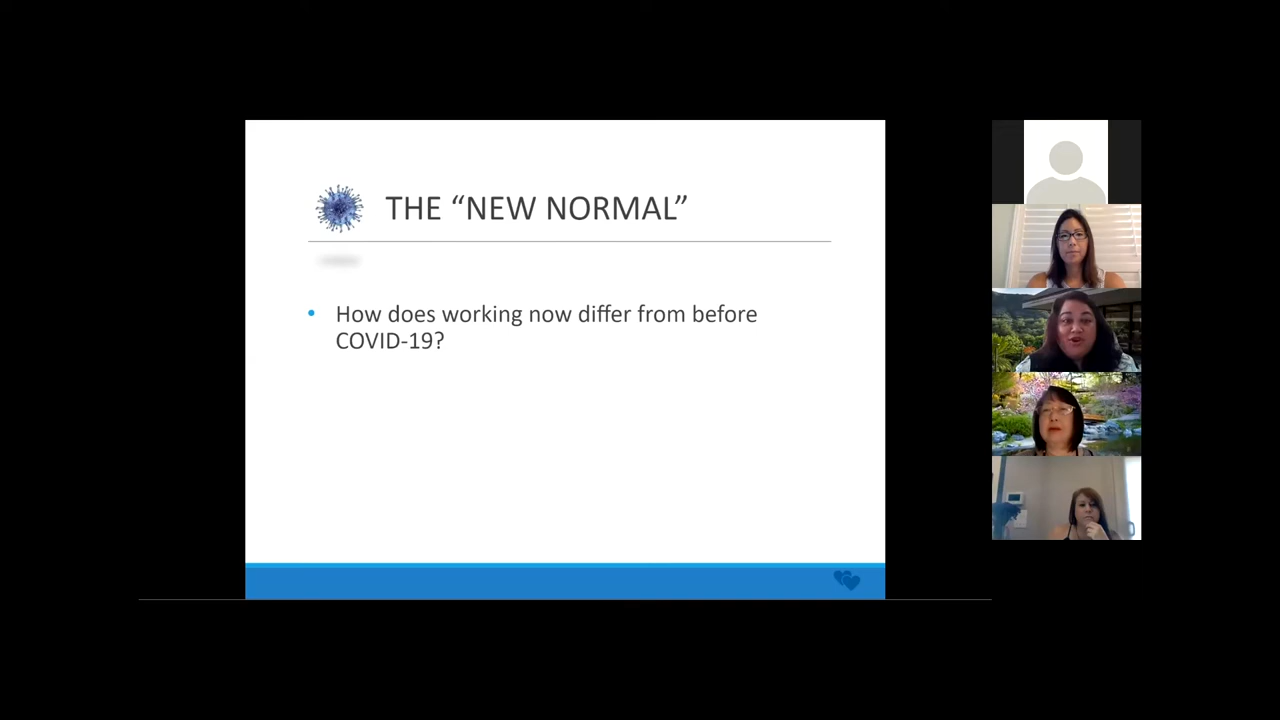 THE “NEW NORMAL”
• How does working now differ from before
COVID-19?